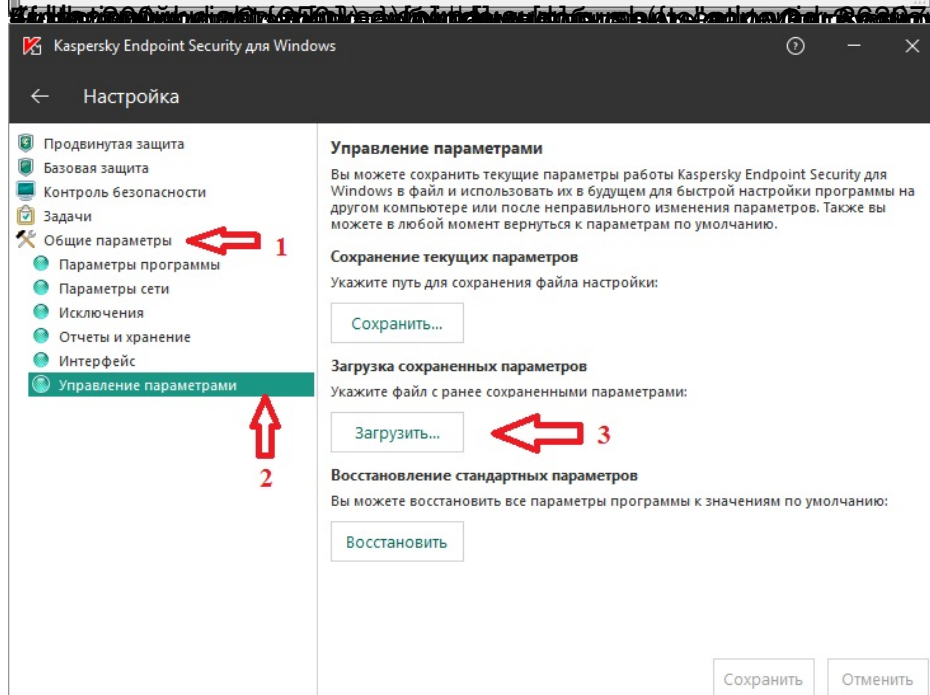 Kaspersky Endpoint Security для Windows
Настройка
Продвинутая защита
Базовая защита
Контроль безопасности
Задачи
Общие параметры
1
Параметры программы
Параметры сети
Исключения
Отчеты и хранение
Интерфейс
Управление параметрами
2
Управление параметрами
Вы можете сохранить текущие параметры работы Kaspersky Endpoint Security для
Windows в файл и использовать их в будущем для быстрой настройки программы на
другом компьютере или после неправильного изменения параметров. Также вы
можете в любой момент вернуться к параметрам по умолчанию.
Сохранение текущих параметров
Укажите путь для сохранения файла настройки:
Сохранить...
Загрузка сохраненных параметров
Укажите файл с ранее сохраненными параметрами:
Загрузить...
3
Восстановление стандартных параметров
Вы можете восстановить все параметры программы к значениям по умолчанию:
Восстановить
Сохранить
Отменить